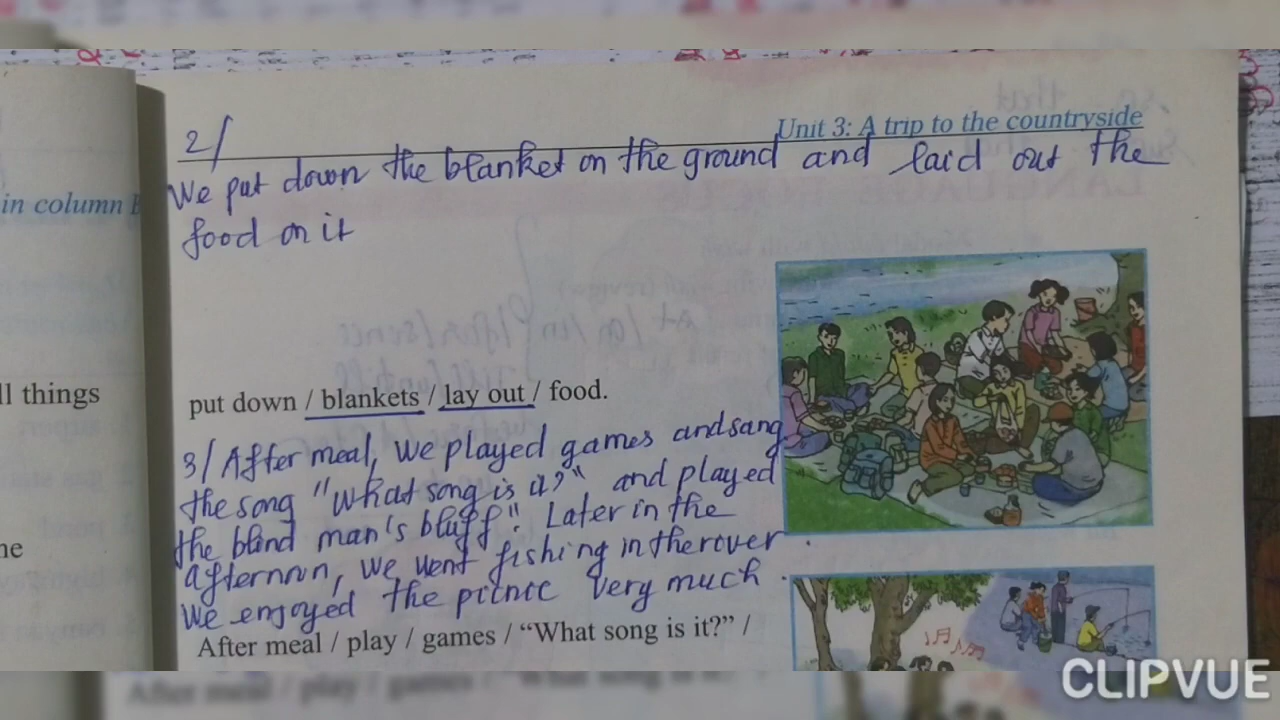 Unit 3: A trip to the countryside
2/
We put down the blanket on the ground and laid out the
food on it
in column B
put down / blankets / lay out / food.
ll things
3/ After meal, we played games and sang
the song "What song is it?" and played
the blind man's bluff". Later in the
afternoon, we went fishing in the river.
We enjoyed the picnic very much.
he
After meal / play / games / "What song is it?" /
CLIPVUE